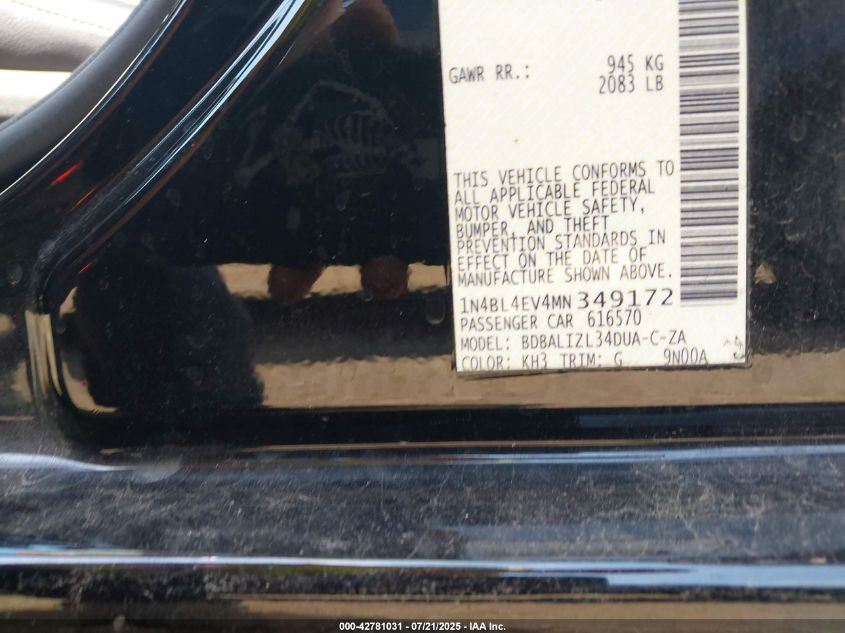 GAWR RR.: 945 KG
2083 LB
THIS VEHICLE CONFORMS TO
ALL APPLICABLE FEDERAL
MOTOR VEHICLE SAFETY,
BUMPER, AND THEFT
PREVENTION STANDARDS IN
EFFECT ON THE DATE OF
MANUFACTURE SHOWN ABOVE.
1N4BL4EV4MN349172
PASSENGER CAR 616570
MODEL: BDBALIZL34DUA-C-ZA
COLOR: KH3 TRIM: G 9N00A
000-42781031 - 07/21/2025 - IAA Inc.